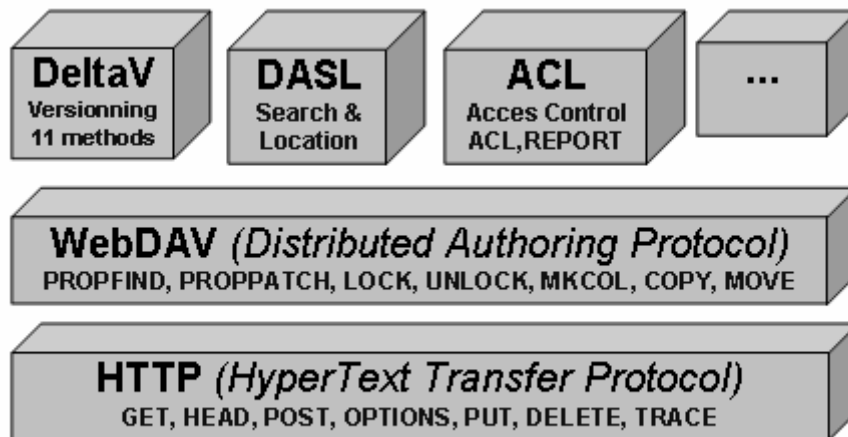 DeltaV
Versionning
11 methods
DASL
Search &
Location
ACL
Acces Control
ACL,REPORT
...
WebDAV (Distributed Authoring Protocol)
PROPFIND, PROPPATCH, LOCK, UNLOCK, MKCOL, COPY, MOVE
HTTP (HyperText Transfer Protocol)
GET, HEAD, POST, OPTIONS, PUT, DELETE, TRACE